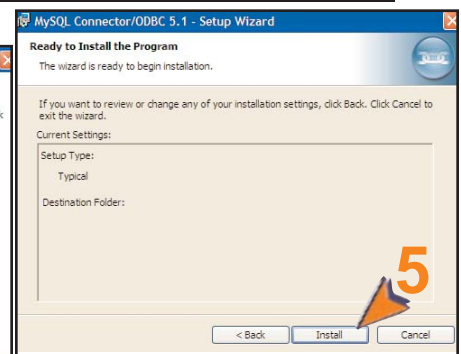 MySQL Connector/ODBC 5.1 - Setup Wizard
Ready to Install the Program
The wizard is ready to begin installation.
If you want to review or change any of your installation settings, click Back. Click Cancel to
exit the wizard.
Current Settings:
Setup Type:
Typical
Destination Folder:
5
< Back
Install
Cancel